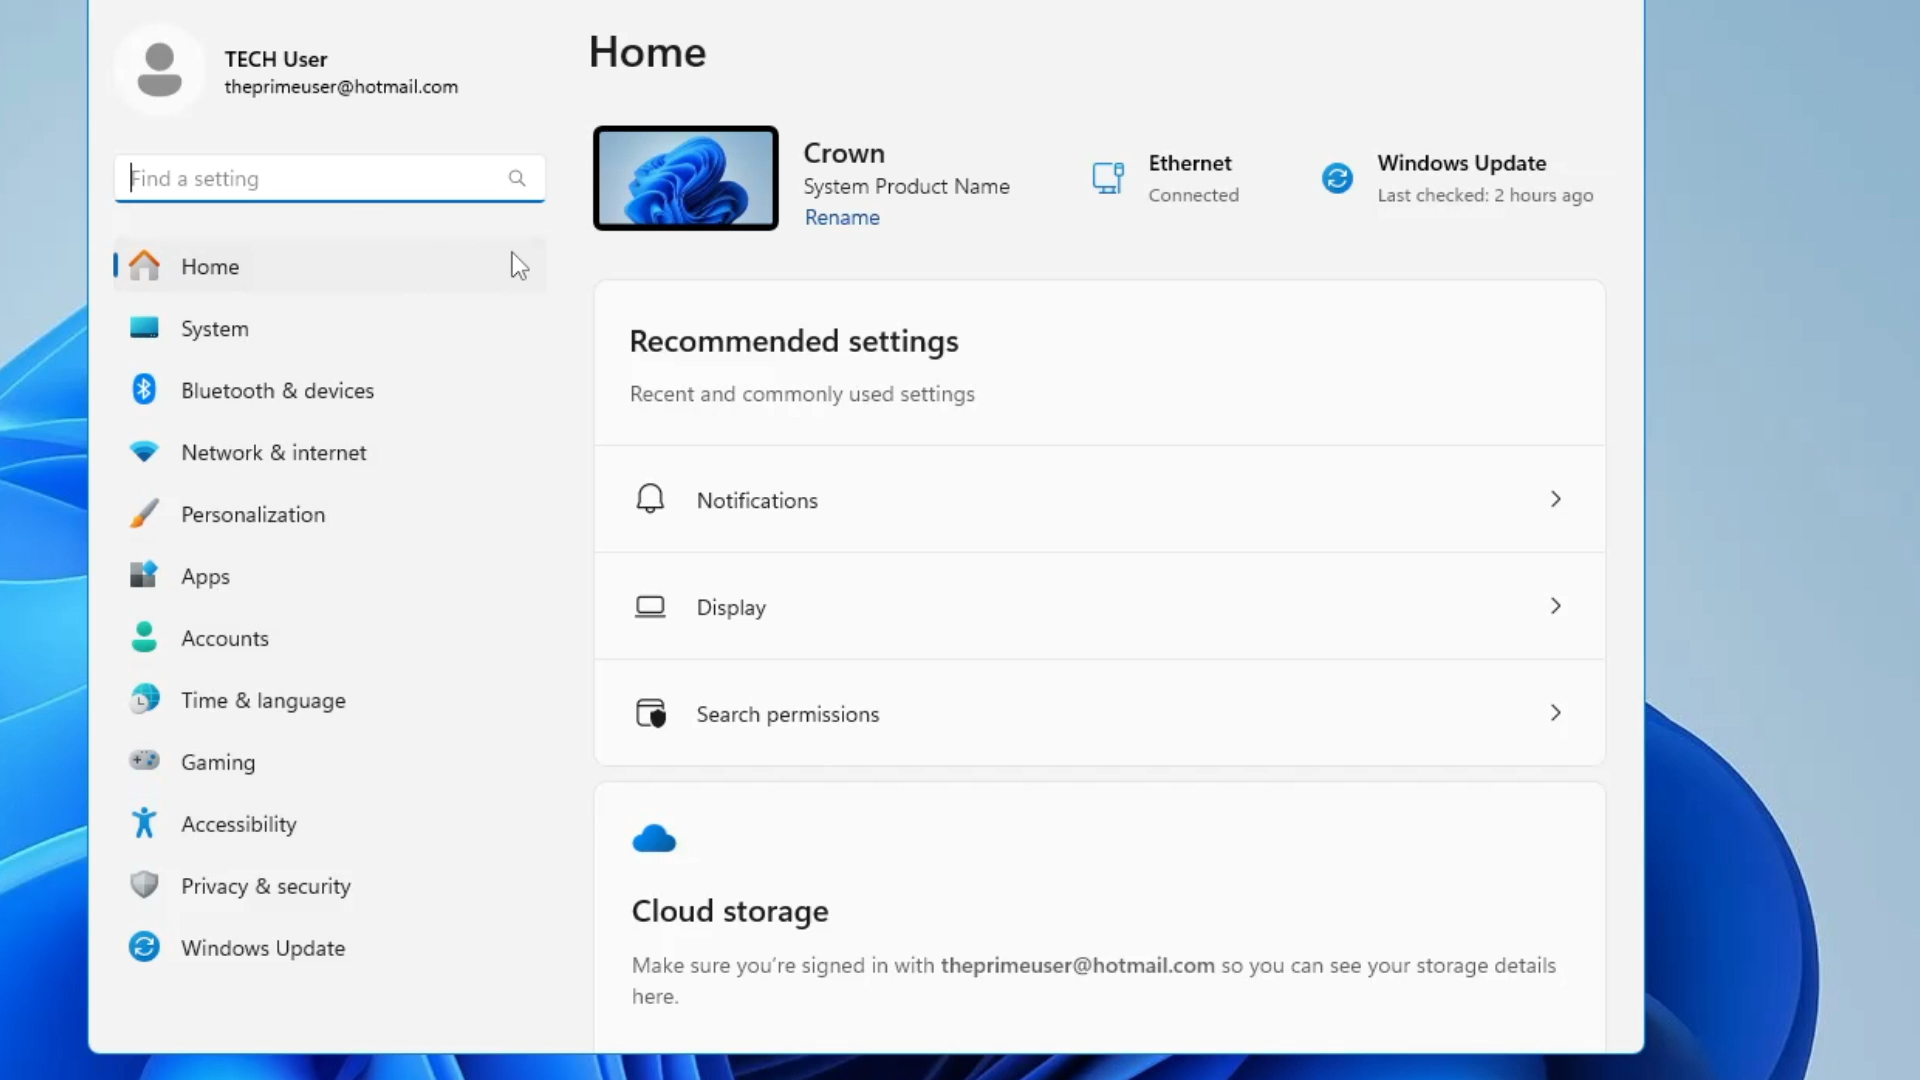 TECH User
theprimeuser@hotmail.com
Find a setting
Home
System
Bluetooth & devices
Network & internet
Personalization
Apps
Accounts
Time & language
Gaming
Accessibility
Privacy & security
Windows Update
Home
Crown
System Product Name
Rename
Ethernet
Connected
Windows Update
Last checked: 2 hours ago
Recommended settings
Recent and commonly used settings
Notifications
Display
Search permissions
Cloud storage
Make sure you're signed in with theprimeuser@hotmail.com so you can see your storage details
here.